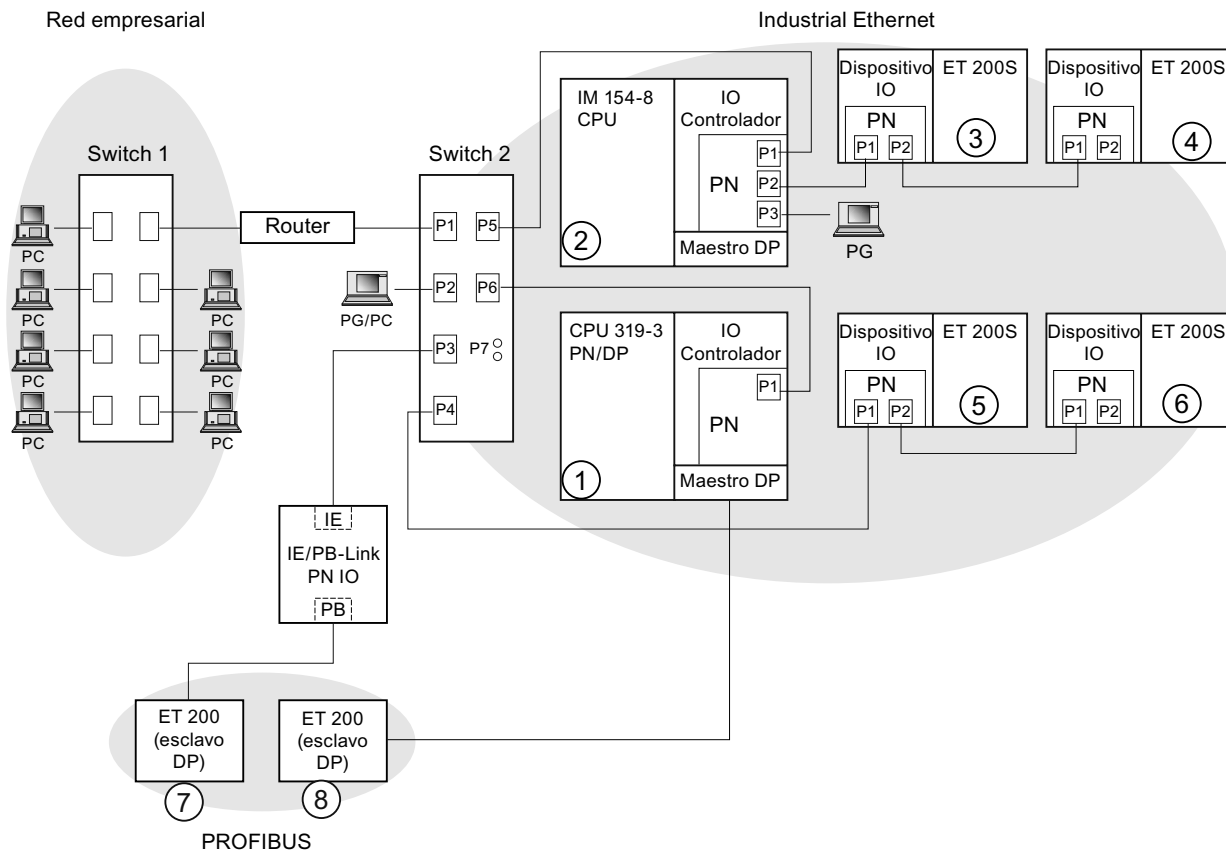 Red empresarial
Industrial Ethernet
Switch 1
PC
PC
PC
PC
PC
PC
PC
Router
Switch 2
P1
P5
P2
P6
P3
P7
P4
PG/PC
IM 154-8
CPU
IO
Controlador
PN
P1
P2
P3
Maestro DP
2
PG
Dispositivo
IO
PN
P1
P2
ET 200S
3
Dispositivo
IO
PN
P1
P2
ET 200S
4
CPU 319-3
PN/DP
IO
Controlador
P1
PN
Maestro DP
1
Dispositivo
IO
PN
P1
P2
ET 200S
5
Dispositivo
IO
PN
P1
P2
ET 200S
6
IE
IE/PB-Link
PN IO
PB
ET 200
(esclavo
DP)
7
ET 200
(esclavo
DP)
8
PROFIBUS